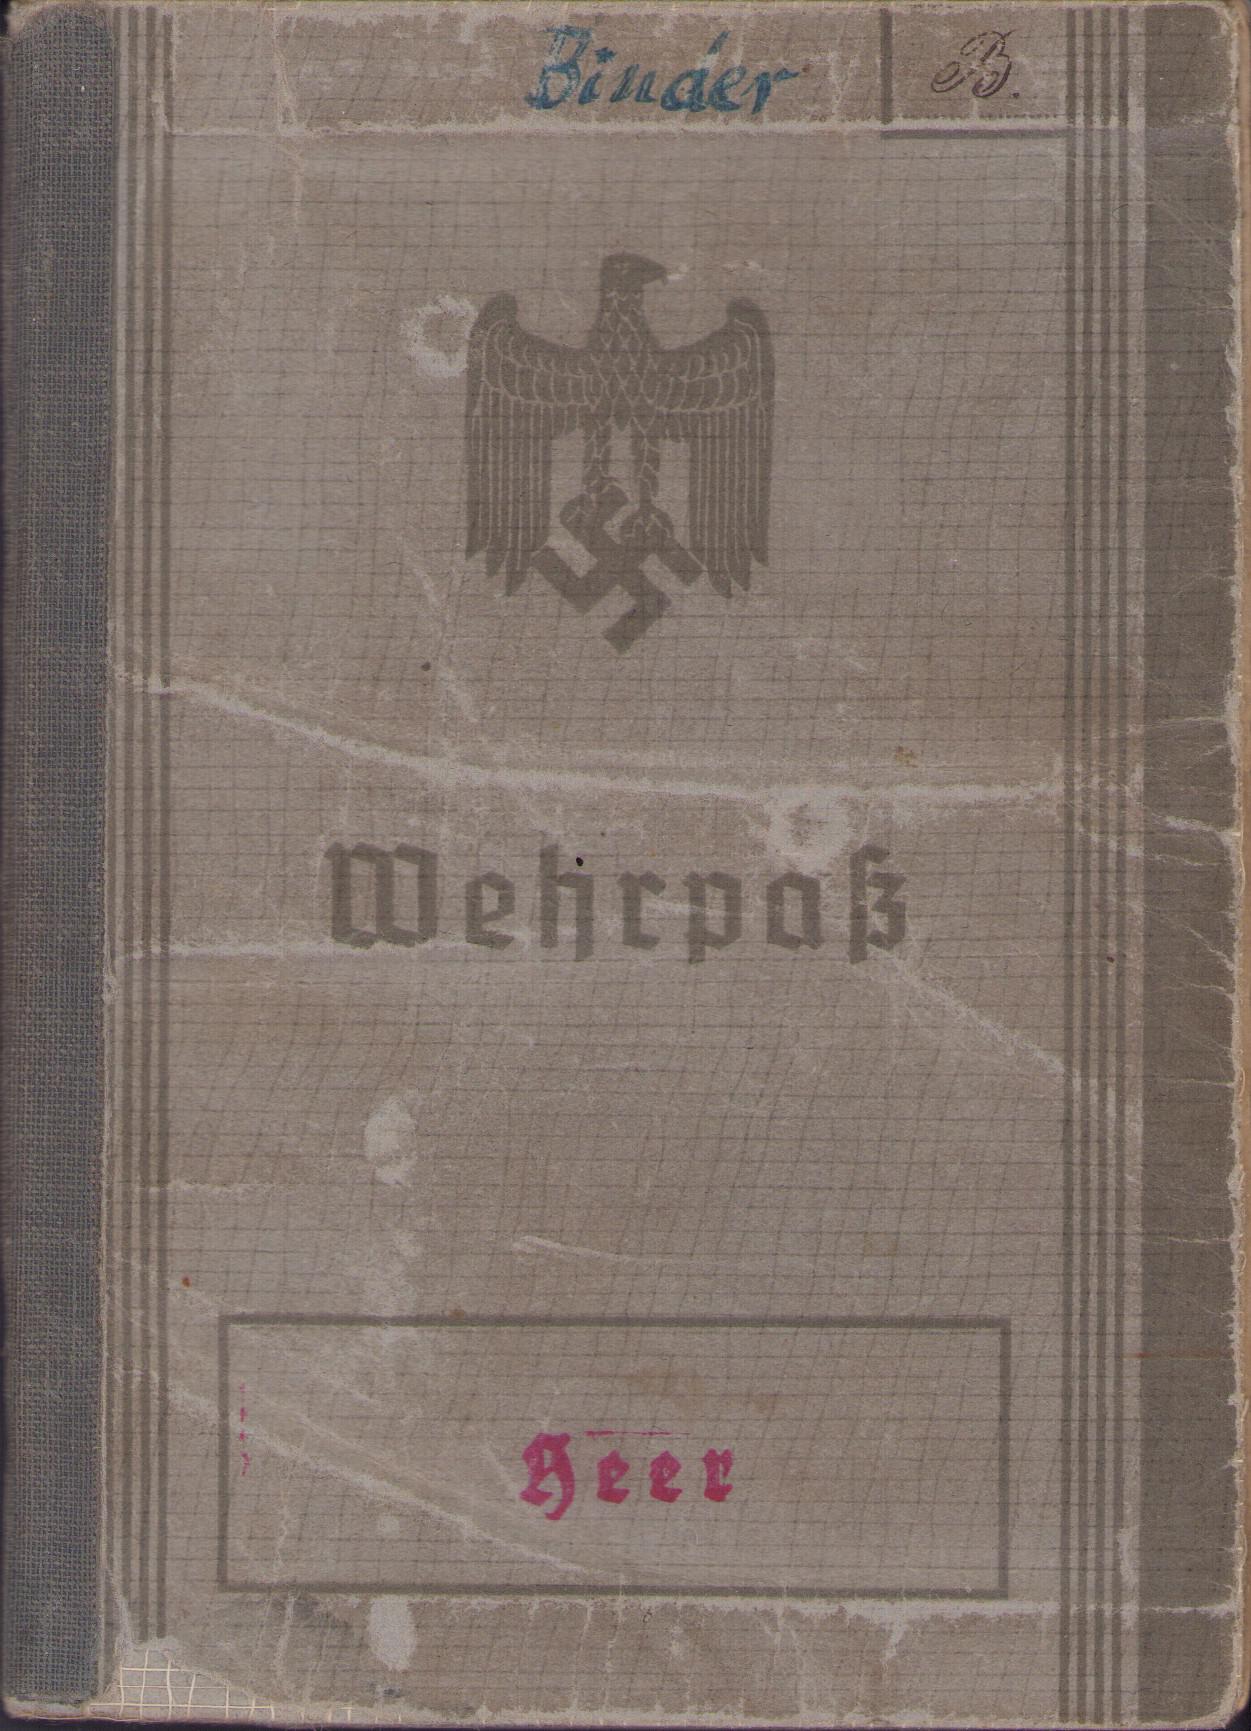 Binder B.
Wehrpaß
Heer